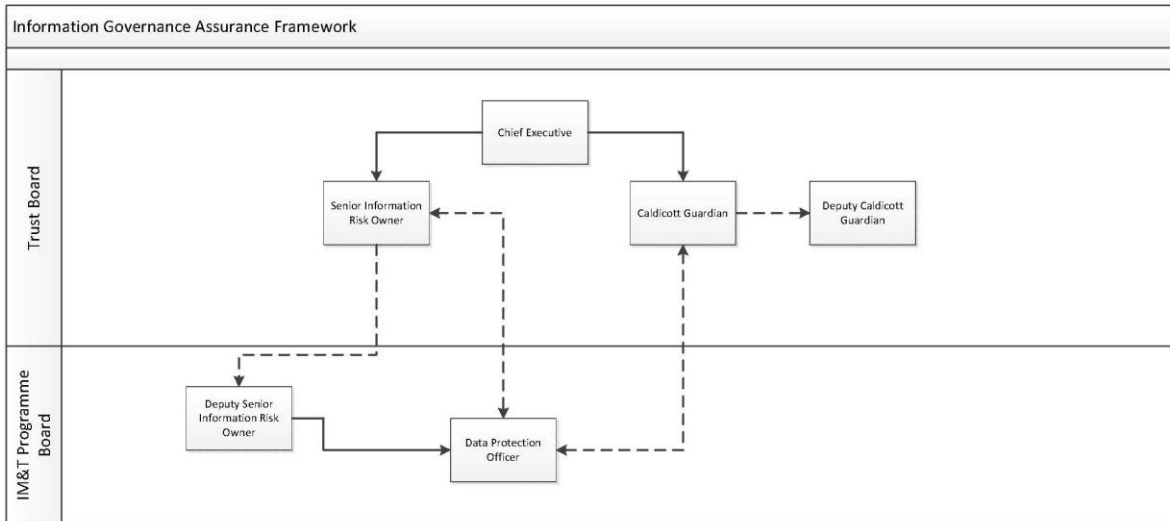 Information Governance Assurance Framework
Trust Board
Chief Executive
Senior Information
Risk Owner
Caldicott Guardian
Deputy Caldicott
Guardian
IM&T Programme
Board
Deputy Senior
Information Risk
Owner
Data Protection
Officer